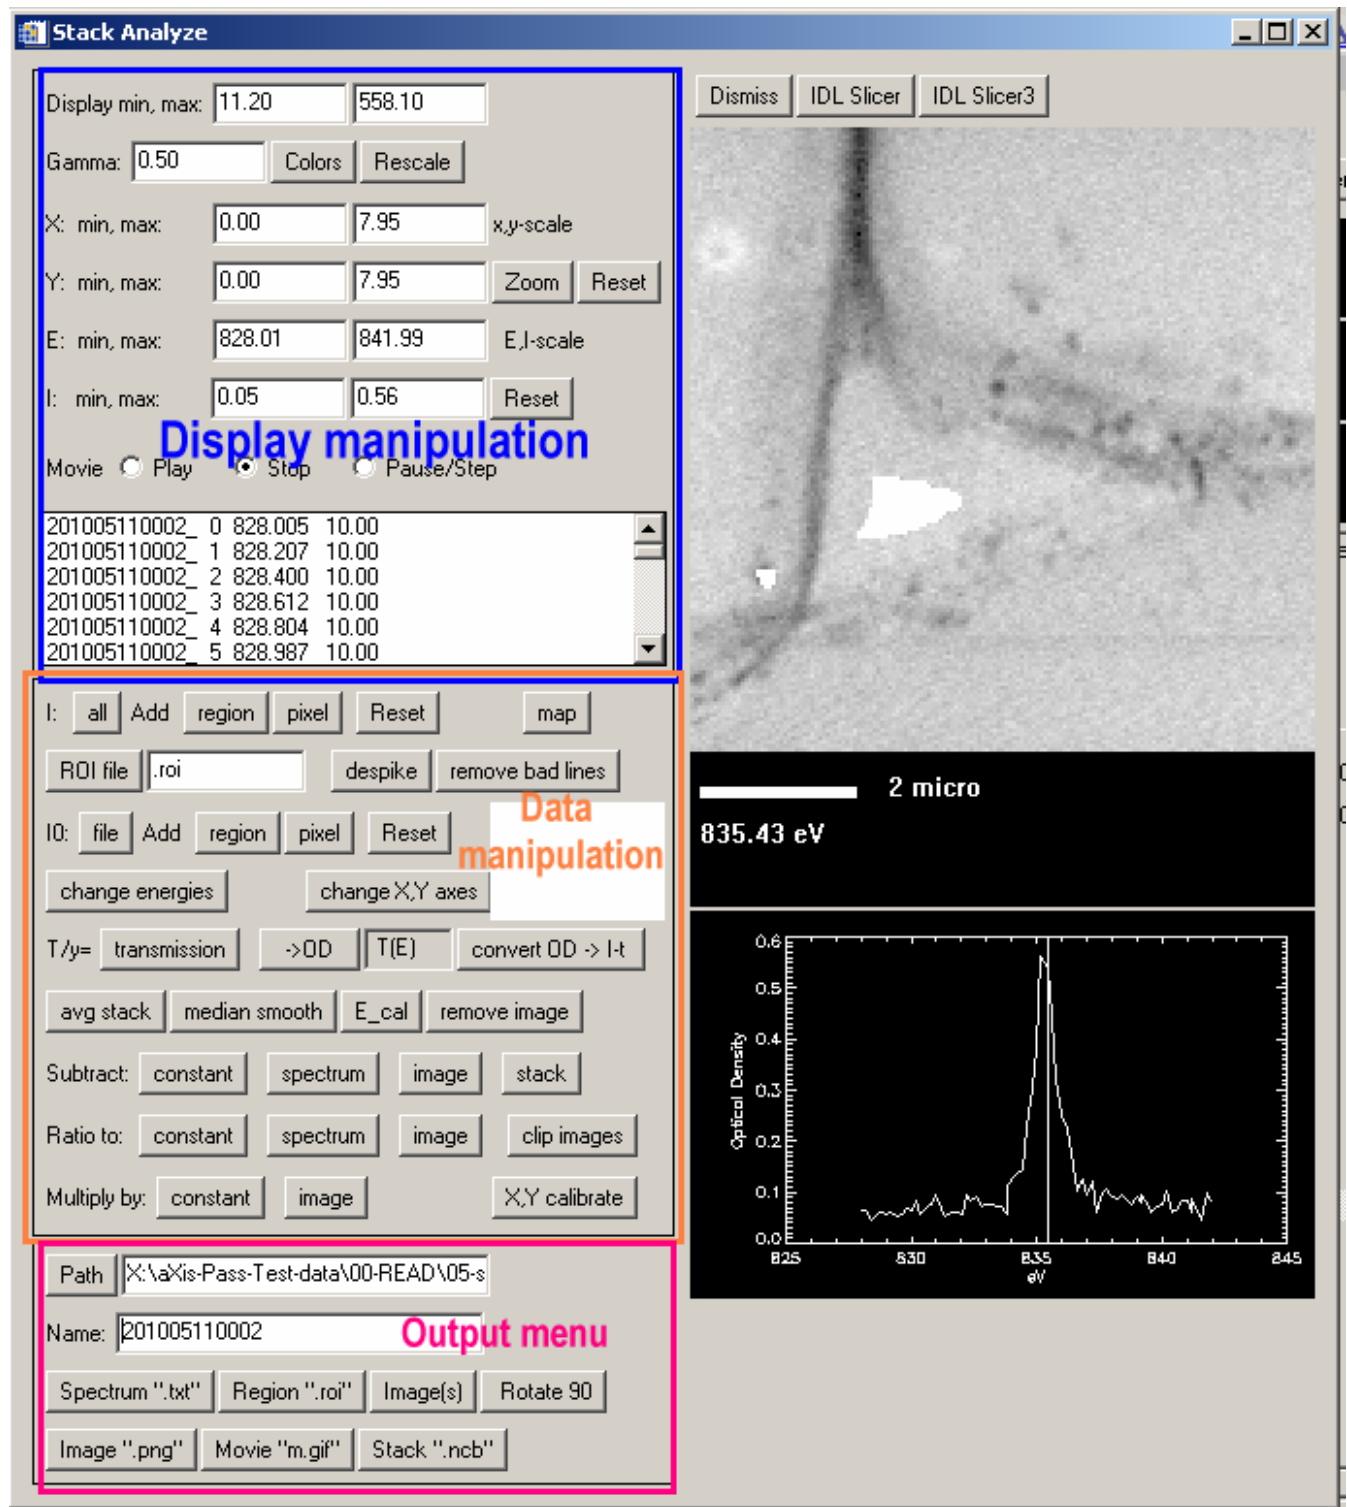 Stack Analyze
Display min, max: 11.20 558.10
Gamma: 0.50 Colors Rescale
X: min, max: 0.00 7.95 x,y-scale
Y: min, max: 0.00 7.95 Zoom Reset
E: min, max: 828.01 841.99 E,I-scale
I: min, max: 0.05 0.56 Reset
Display manipulation
Movie Play Stop Pause/Step
201005110002_ 0 828.005 10.00
201005110002_ 1 828.207 10.00
201005110002_ 2 828.400 10.00
201005110002_ 3 828.612 10.00
201005110002_ 4 828.804 10.00
201005110002_ 5 828.987 10.00
I: all Add region pixel Reset map
ROI file .roi despike remove bad lines
Data
manipulation
I0: file Add region pixel Reset
change energies change X,Y axes
T/y= transmission ->OD T(E) convert OD -> I-t
avg stack median smooth E_cal remove image
Subtract: constant spectrum image stack
Ratio to: constant spectrum image clip images
Multiply by: constant image X,Y calibrate
Path X:\aXis-Pass-Test-data\00-READ\05-s
Name: 201005110002
Output menu
Spectrum ".txt" Region ".roi" Image(s) Rotate 90
Image ".png" Movie "m.gif" Stack ".ncb"
Dismiss IDL Slicer IDL Slicer3
2 micro
835.43 eV
Optical Density
0.6
0.5
0.4
0.3
0.2
0.1
0.0
825 830 835 840 845
eV